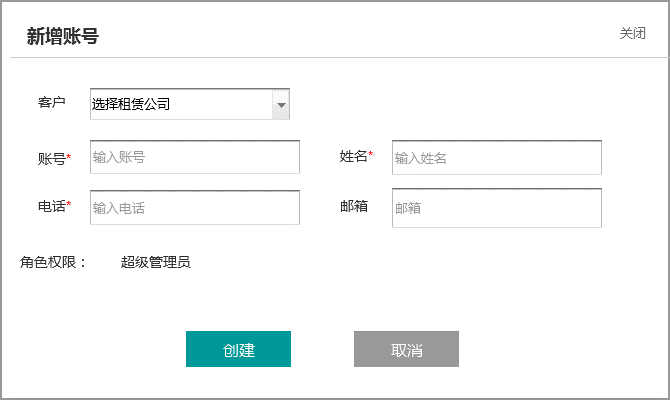 新增账号
关闭
客户 选择租赁公司
账号* 输入账号 姓名* 输入姓名
电话* 输入电话 邮箱 邮箱
角色权限： 超级管理员
创建 取消